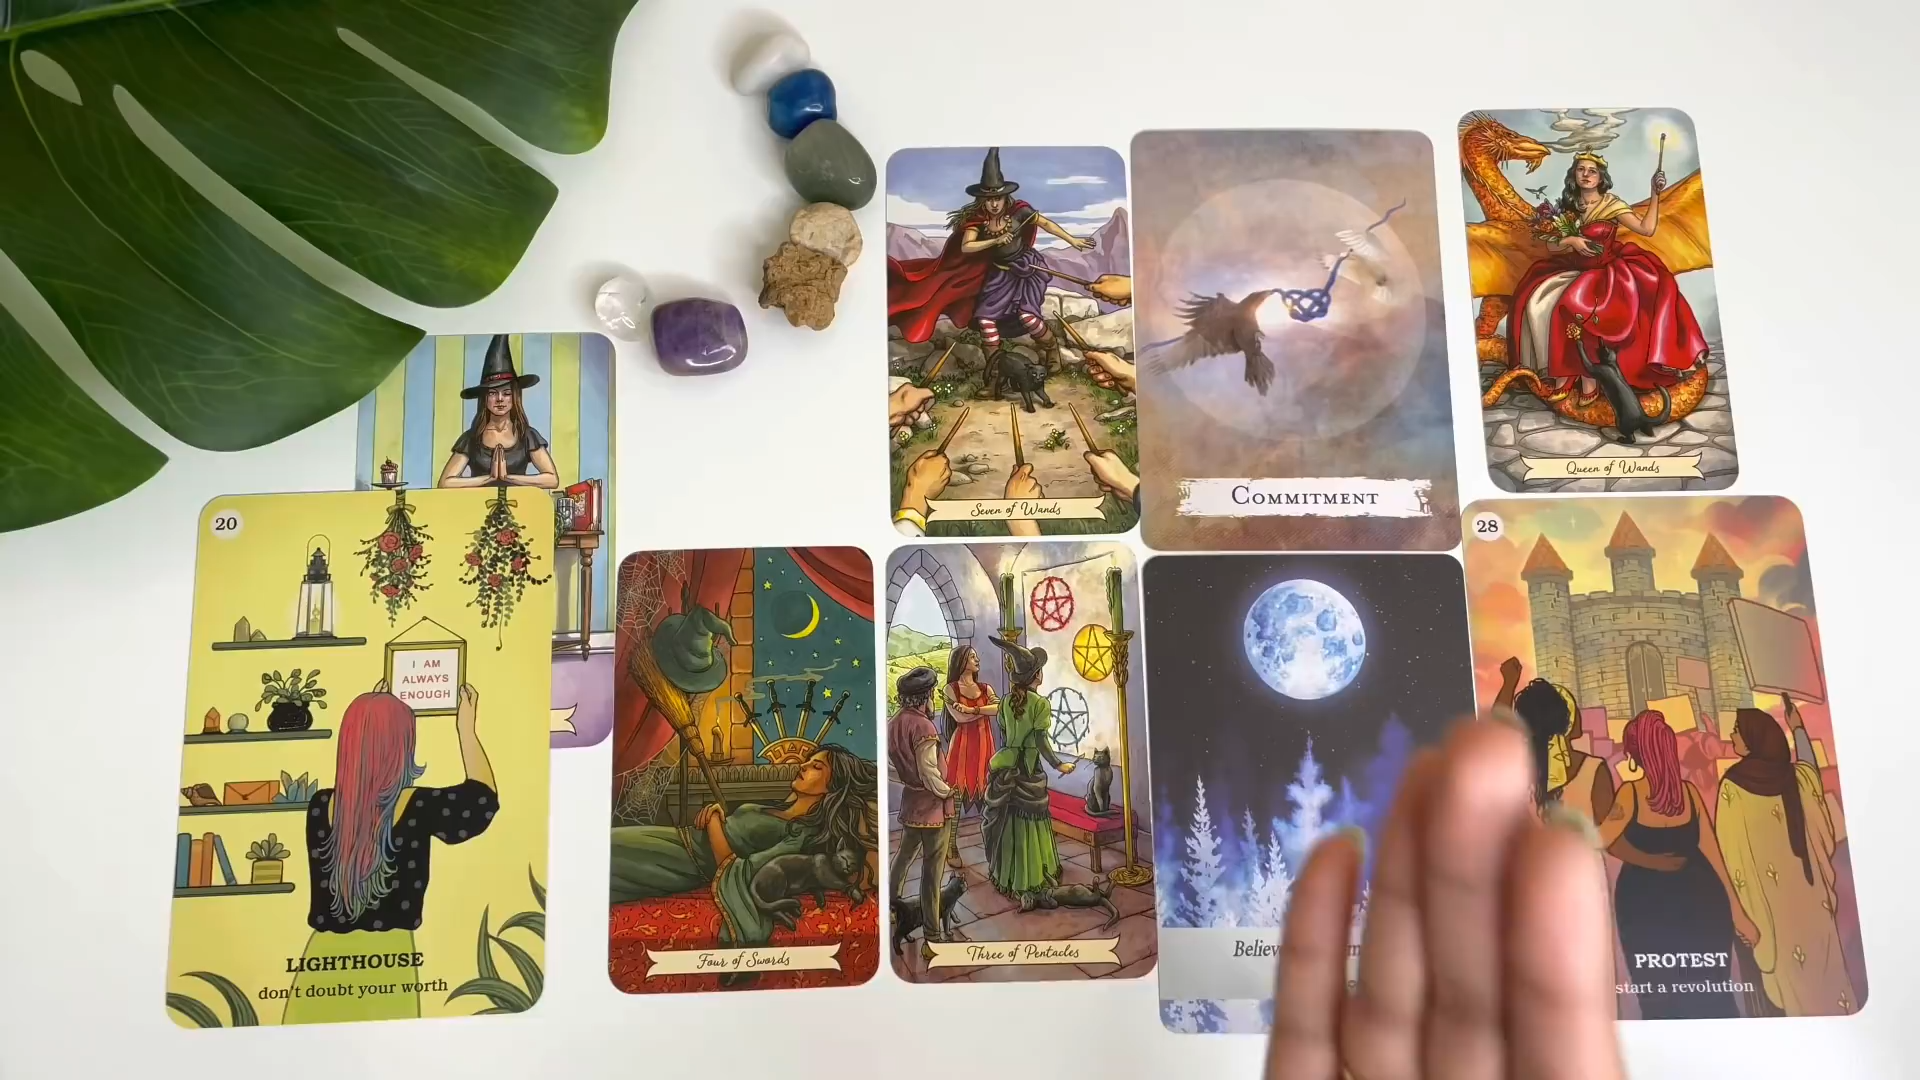 Seven of Wands
COMMITMENT
Queen of Wands
20
I AM
ALWAYS
ENOUGH
LIGHTHOUSE
don't doubt your worth
Four of Swords
Three of Pentacles
28
PROTEST
start a revolution